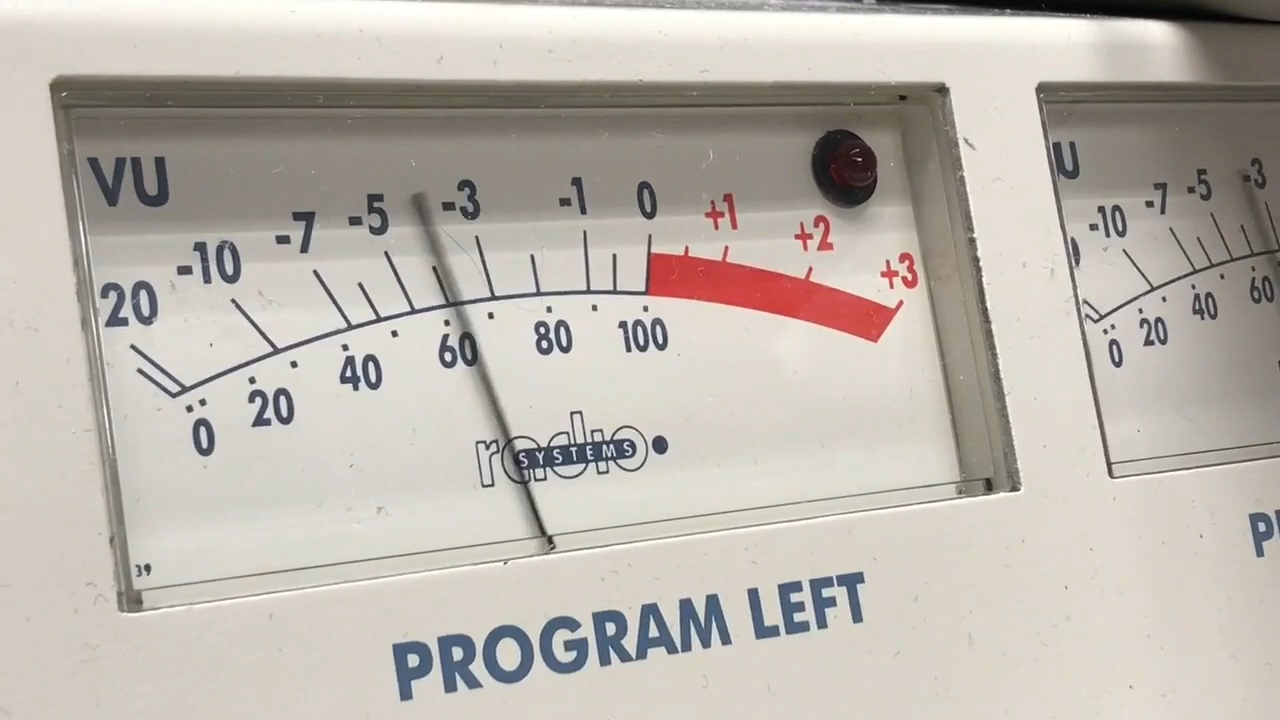 VU
20 -10 -7 -5 -3 -1 0 +1 +2 +3
0 20 40 60 80 100
radio
SYSTEMS
39
PROGRAM LEFT
U
-10 -7 -5 -3
0 20 40 60
P